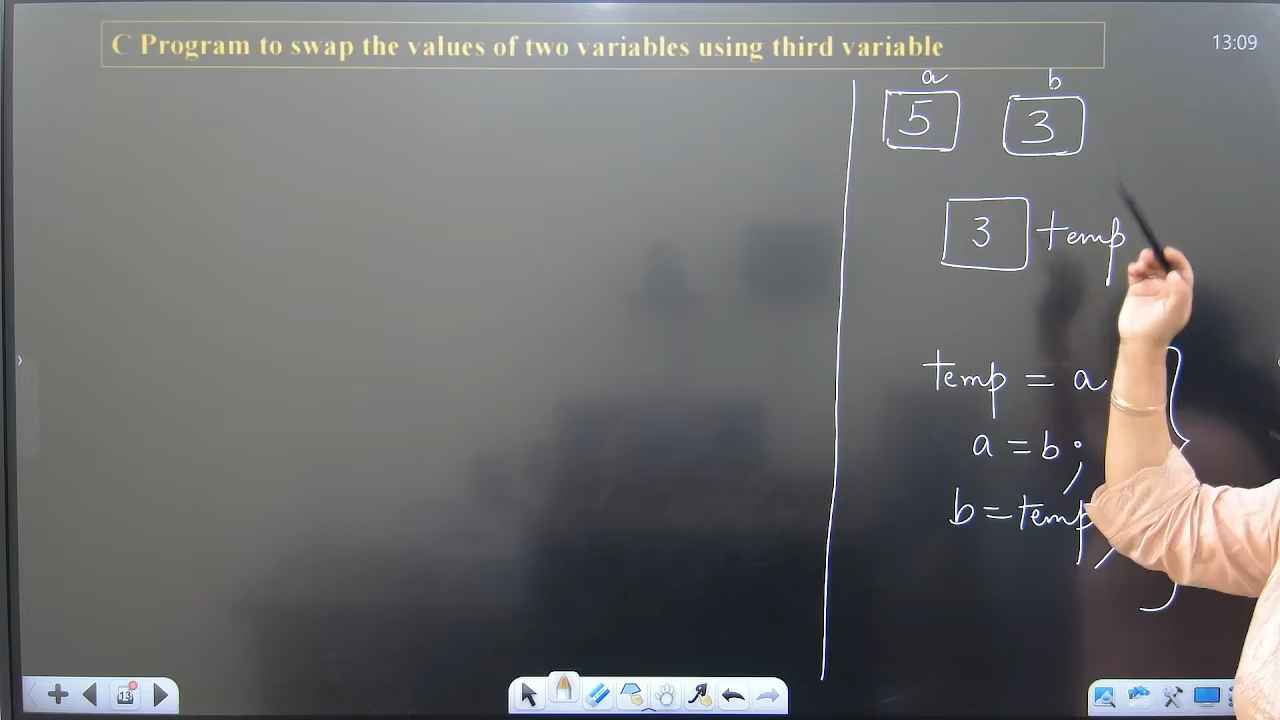 C Program to swap the values of two variables using third variable
13:09
a b
5 3
3 temp
temp = a
a = b;
b = temp;
13